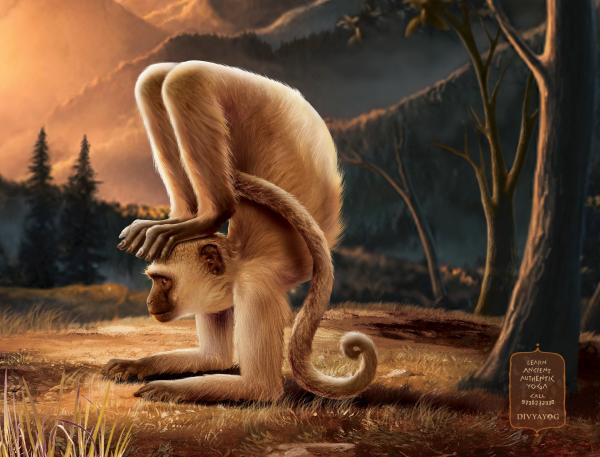 LEARN
ANCIENT
AUTHENTIC
YOGA
CALL
DIVYAYOG